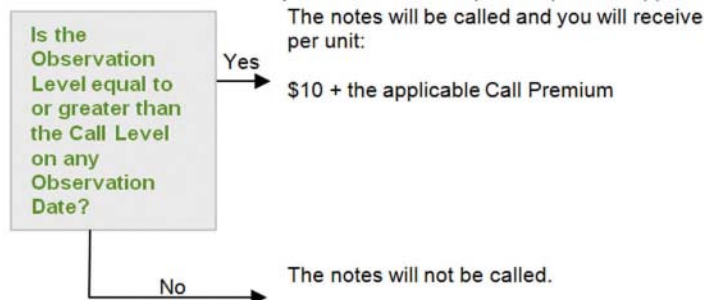 Is the
Observation
Level equal to
or greater than
the Call Level
on any
Observation
Date?
Yes
The notes will be called and you will receive
per unit:
$10 + the applicable Call Premium
No
The notes will not be called.